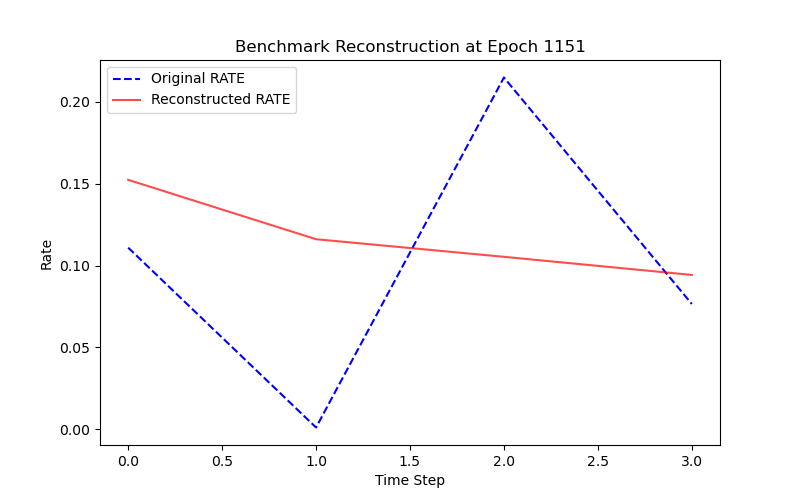 Benchmark Reconstruction at Epoch 1151
Original RATE
Reconstructed RATE
0.20
0.15
0.10
0.05
0.00
Rate
0.0 0.5 1.0 1.5 2.0 2.5 3.0
Time Step